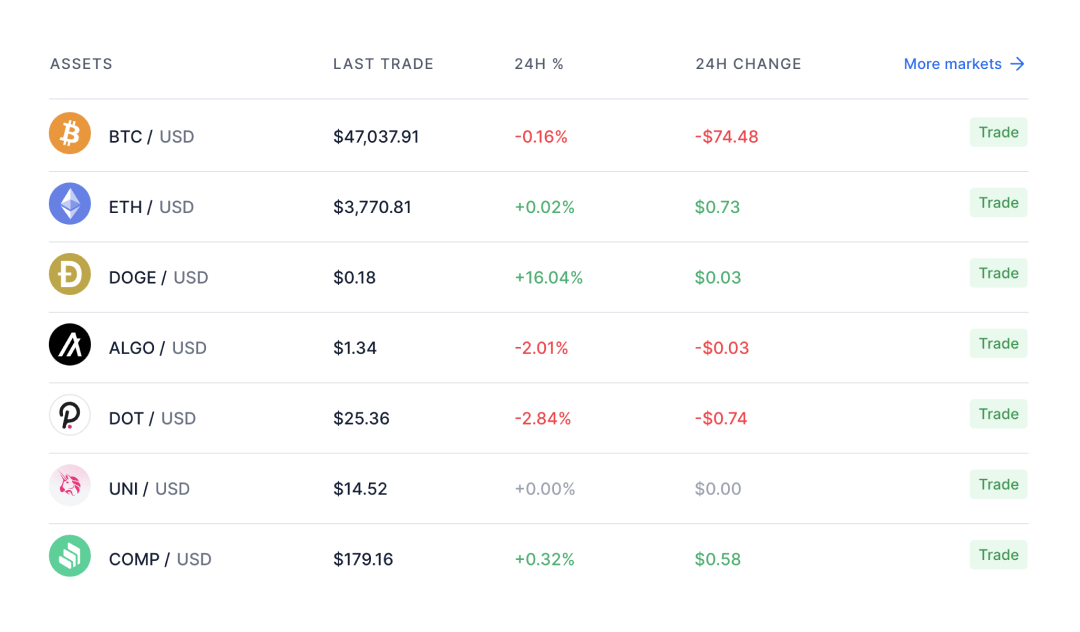 ASSETS LAST TRADE 24H % 24H CHANGE More markets →
BTC / USD $47,037.91 -0.16% -$74.48 Trade
ETH / USD $3,770.81 +0.02% $0.73 Trade
DOGE / USD $0.18 +16.04% $0.03 Trade
ALGO / USD $1.34 -2.01% -$0.03 Trade
DOT / USD $25.36 -2.84% -$0.74 Trade
UNI / USD $14.52 +0.00% $0.00 Trade
COMP / USD $179.16 +0.32% $0.58 Trade